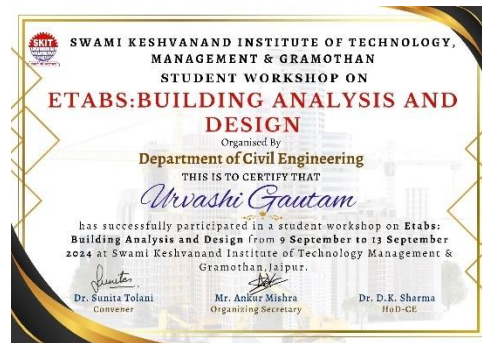 SKIT
SWAMI KESHVANAND INSTITUTE OF TECHNOLOGY,
MANAGEMENT & GRAMOTHAN
STUDENT WORKSHOP ON
ETABS:BUILDING ANALYSIS AND
DESIGN
Organised By
Department of Civil Engineering
THIS IS TO CERTIFY THAT
Urvashi Gautam
has successfully participated in a student workshop on Etabs:
Building Analysis and Design from 9 September to 13 September
2024 at Swami Keshvanand Institute of Technology Management &
Gramothan,Jaipur.
Dr. Sunita Tolani
Convener
Mr. Ankur Mishra
Organizing Secretary
Dr. D.K. Sharma
HoD-CE